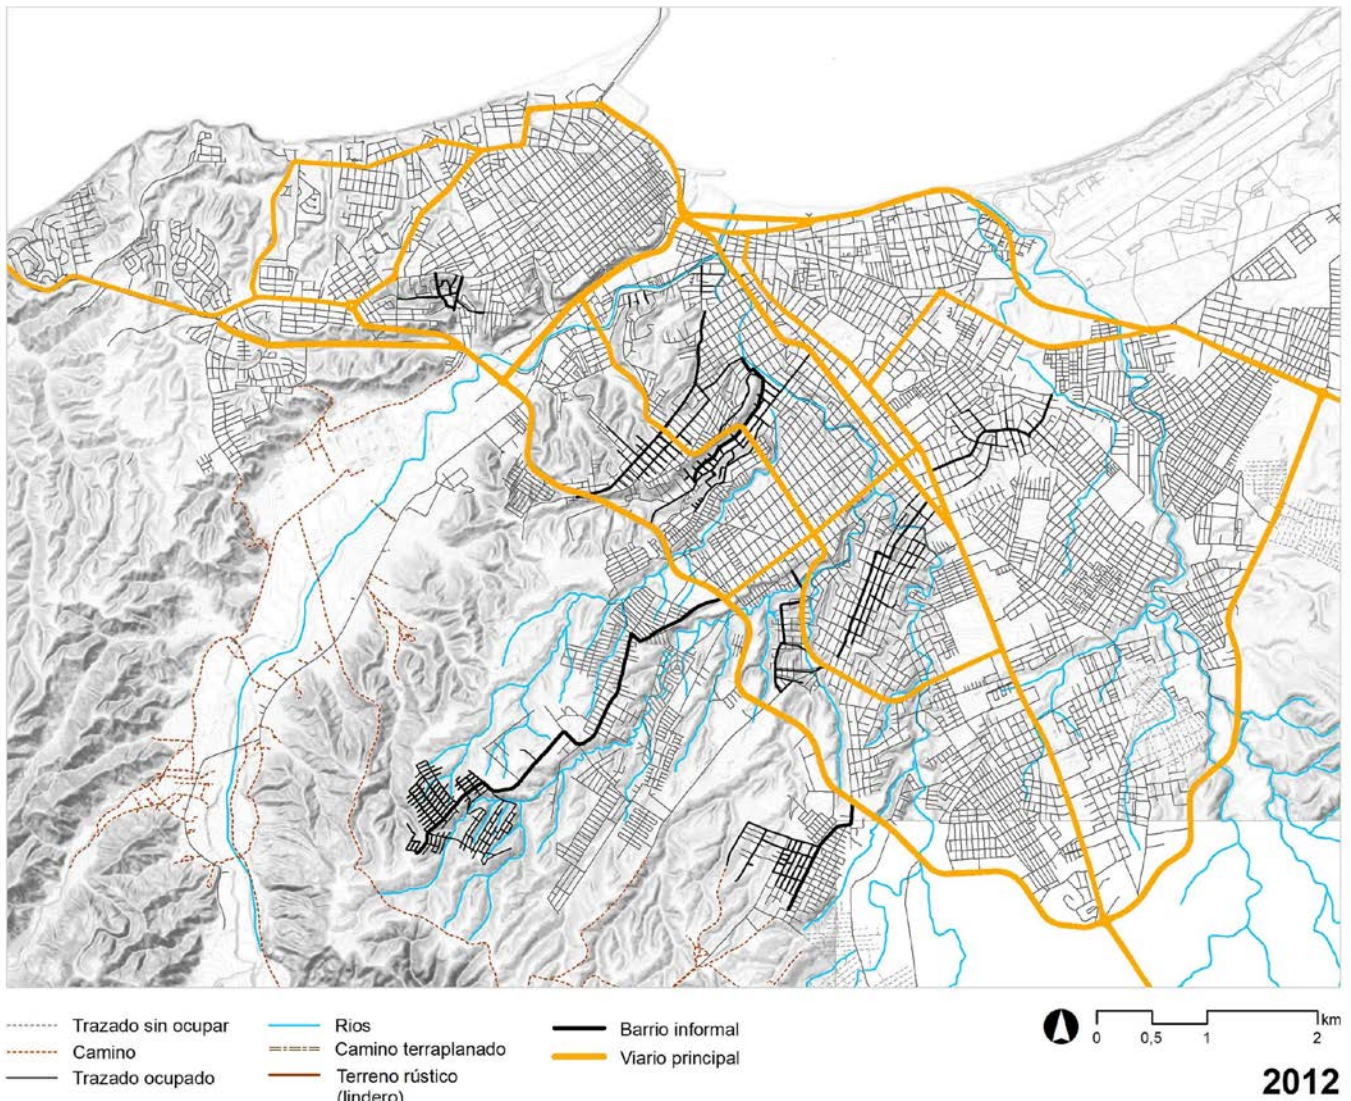 Trazado sin ocupar
Camino
Trazado ocupado
Rios
Camino terraplanado
Terreno rústico
(lindero)
Barrio informal
Viario principal
0 0,5 1 2 km
2012